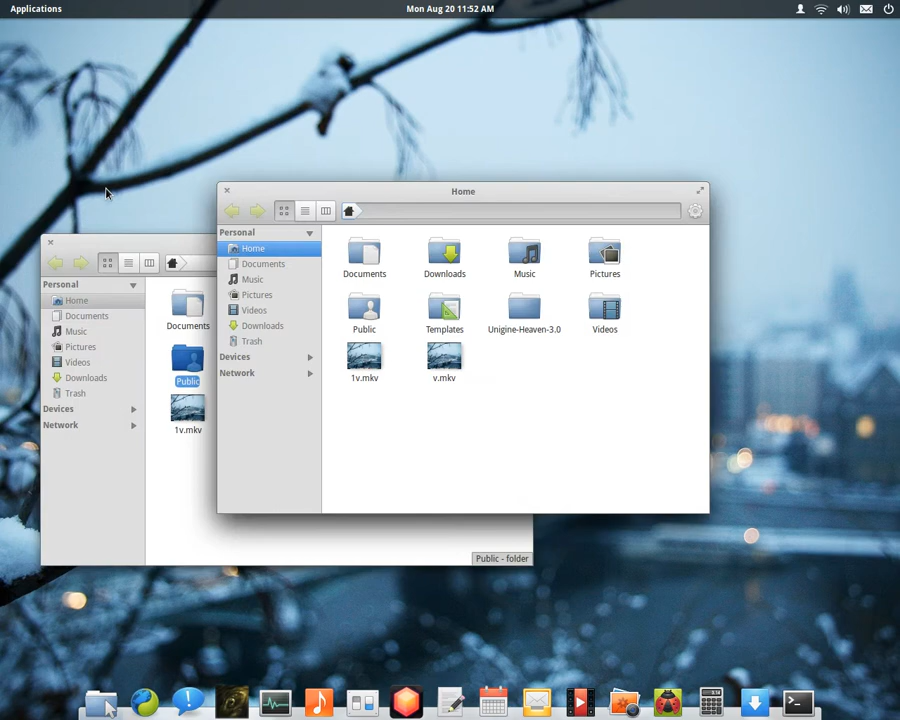 Applications
Mon Aug 20 11:52 AM
Home
Personal
Home
Documents
Music
Pictures
Videos
Downloads
Trash
Devices
Network
Documents
Downloads
Music
Pictures
Public
Templates
Unigine-Heaven-3.0
Videos
1v.mkv
v.mkv
Personal
Home
Documents
Music
Pictures
Videos
Downloads
Trash
Devices
Network
Documents
Public
1v.mkv
Public - folder